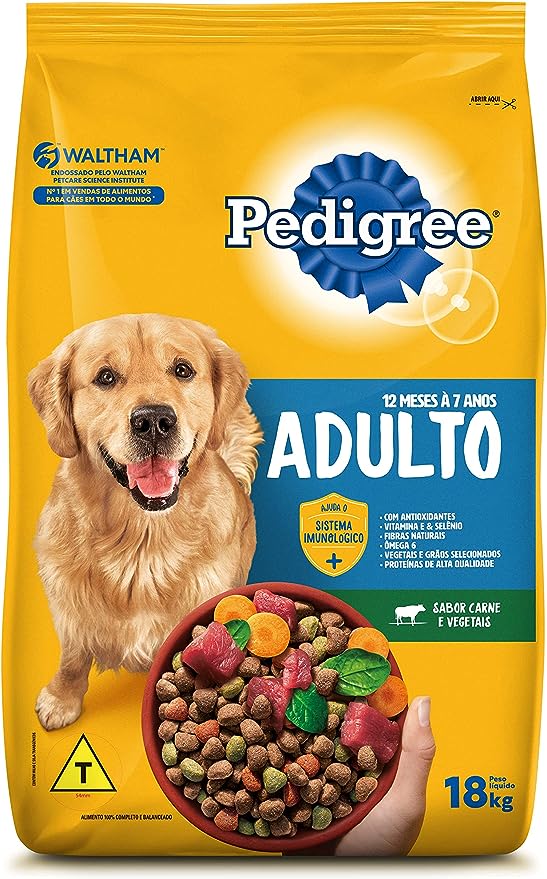 ABRIR AQUI
WALTHAM™
ENDOSSADO PELO WALTHAM
PETCARE SCIENCE INSTITUTE
Nº 1 EM VENDAS DE ALIMENTOS
PARA CÃES EM TODO O MUNDO*
Pedigree®
12 MESES À 7 ANOS
ADULTO
AJUDA O
SISTEMA
IMUNOLÓGICO
+
• COM ANTIOXIDANTES
• VITAMINA E & SELÊNIO
• FIBRAS NATURAIS
• ÔMEGA 6
• VEGETAIS E GRÃOS SELECIONADOS
• PROTEÍNAS DE ALTA QUALIDADE
SABOR CARNE
E VEGETAIS
T
54mm
ALIMENTO 100% COMPLETO E BALANCEADO
18kg
Peso
líquido